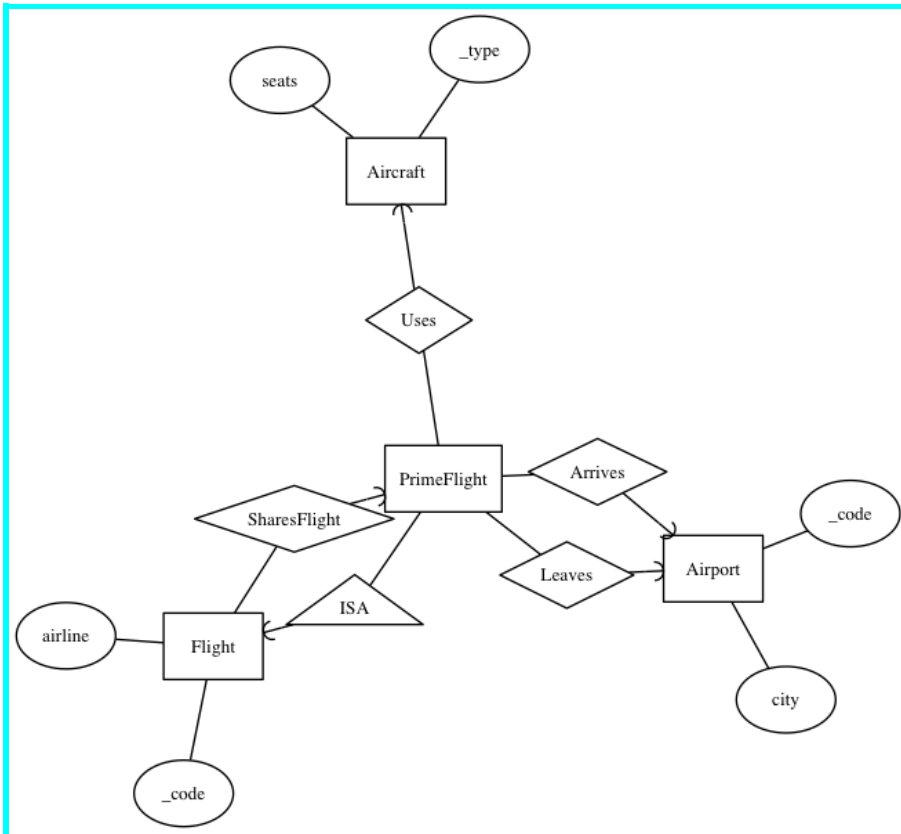 _type
seats
Aircraft
Uses
PrimeFlight
Arrives
_code
SharesFlight
Leaves
Airport
ISA
airline
Flight
city
_code